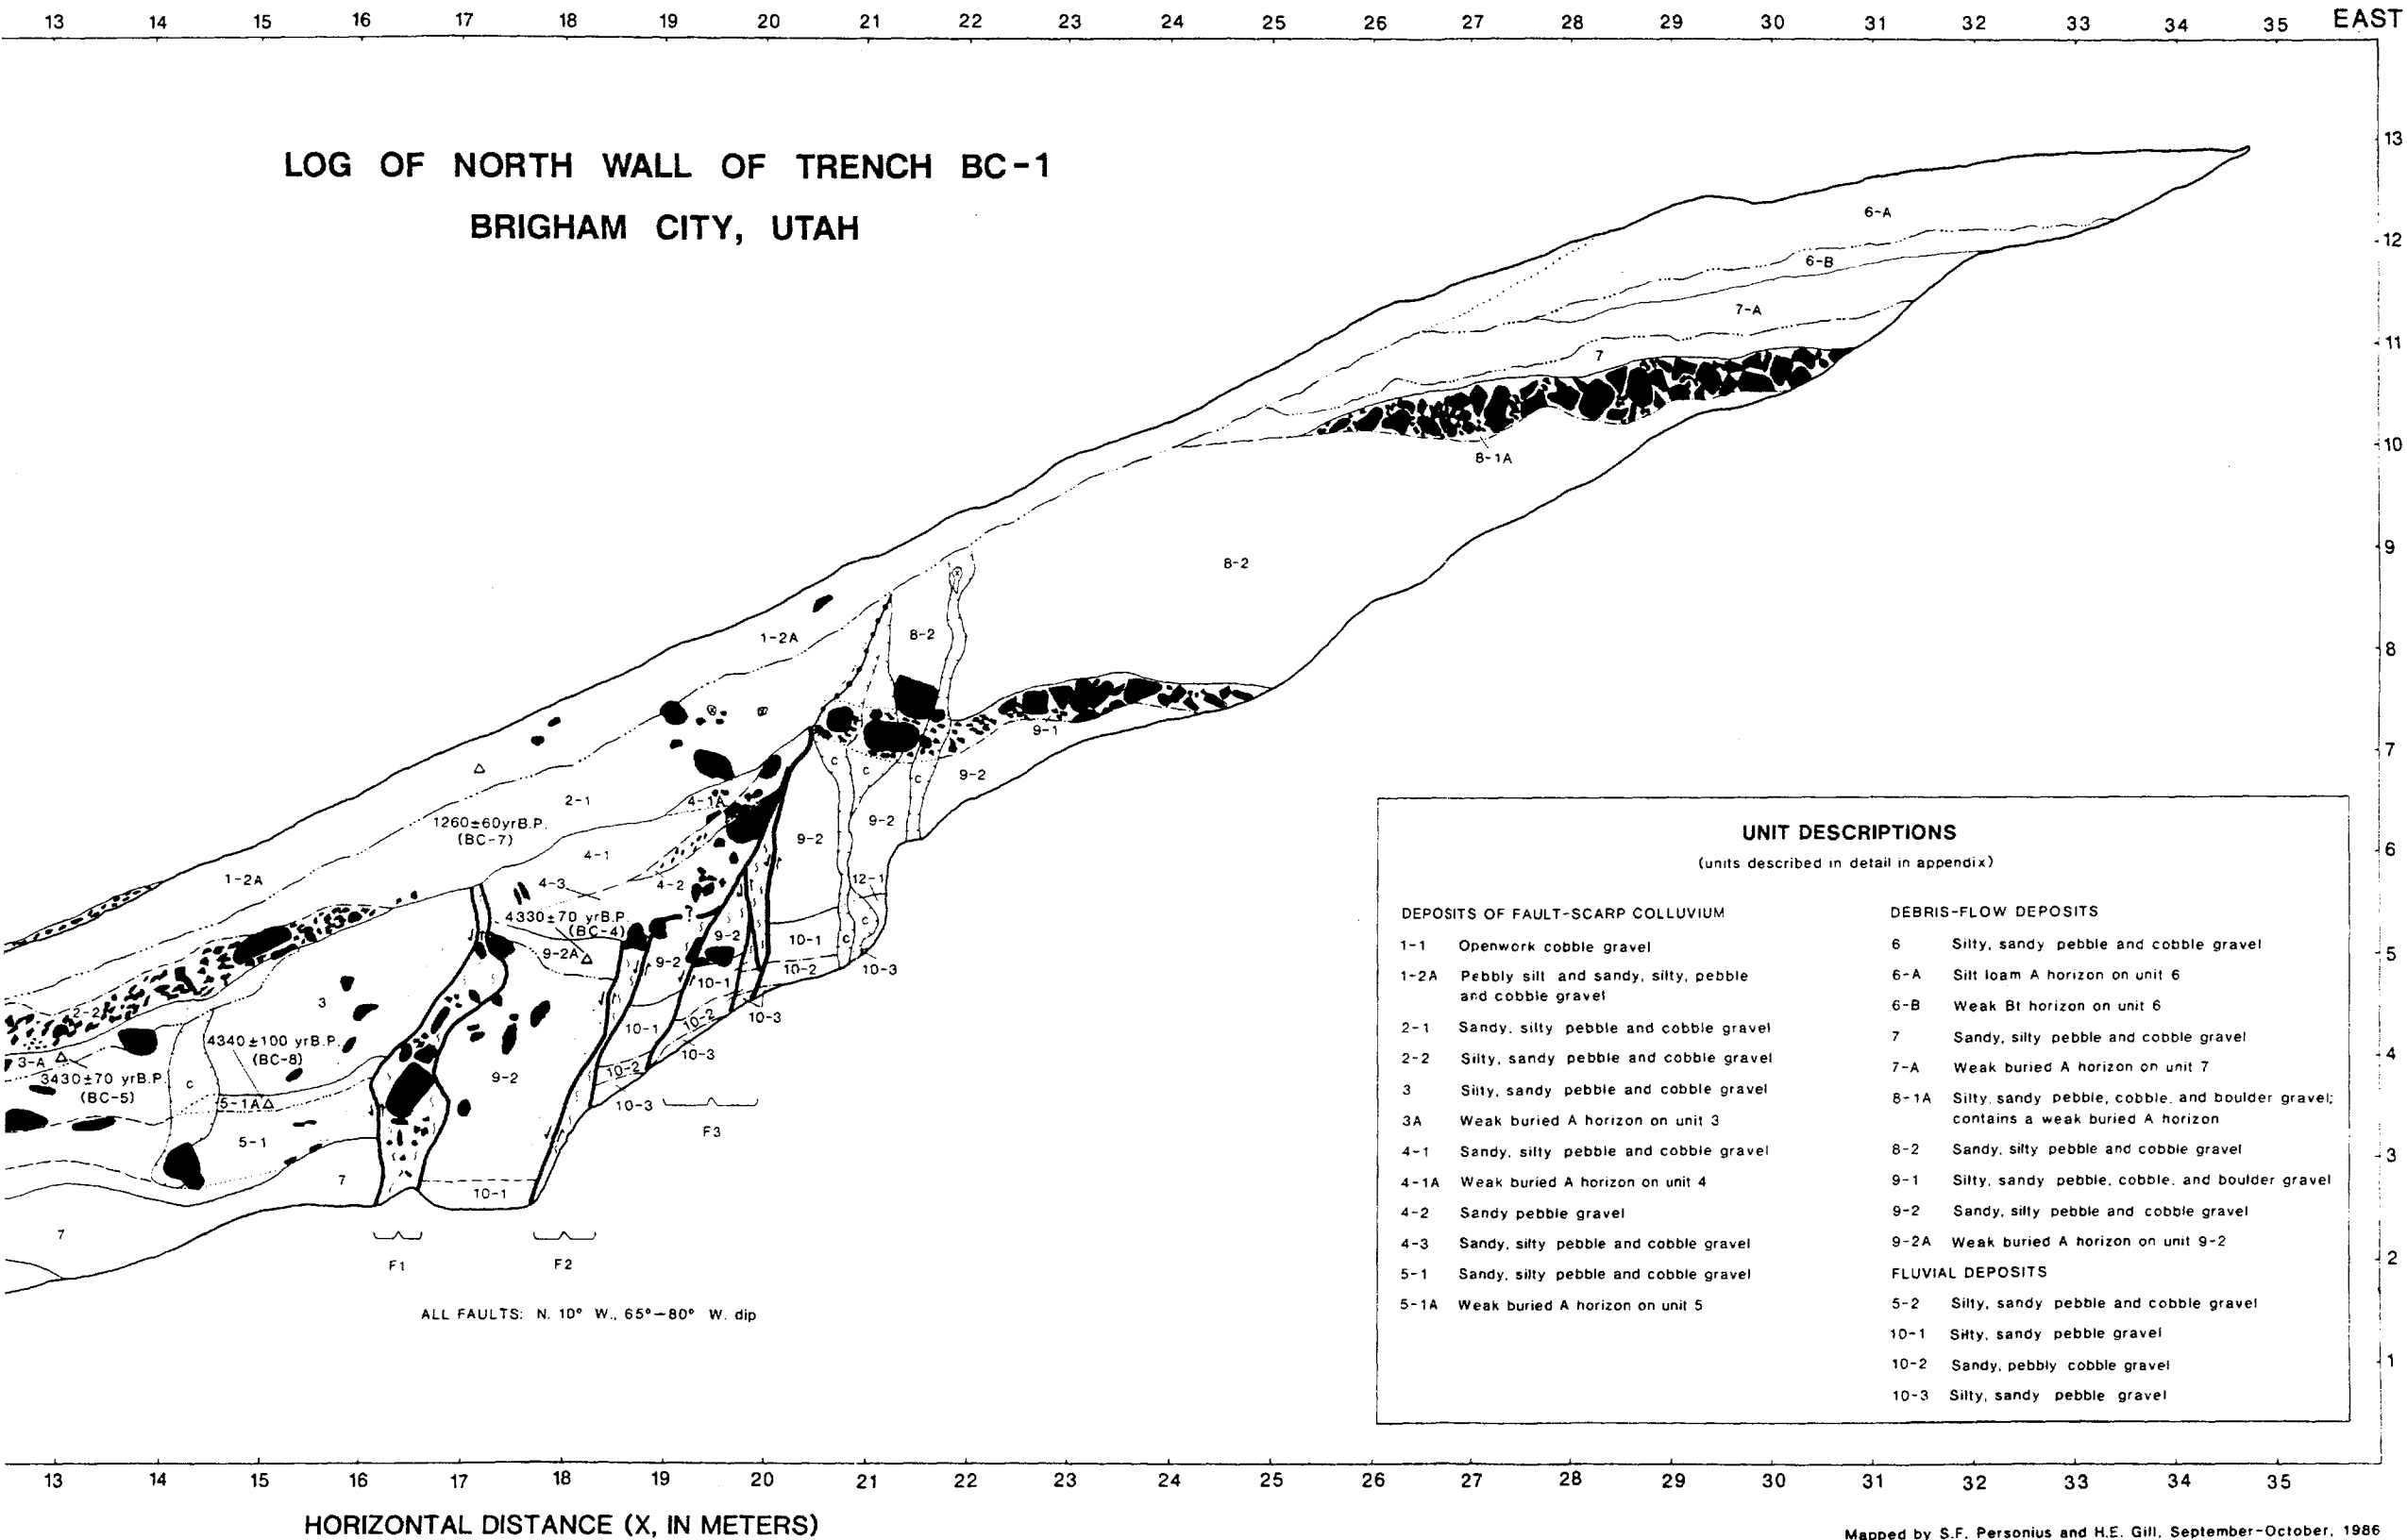 13 14 15 16 17 18 19 20 21 22 23 24 25 26 27 28 29 30 31 32 33 34 35 EAST
LOG OF NORTH WALL OF TRENCH BC-1
BRIGHAM CITY, UTAH
13
12
11
10
9
8
7
6
5
4
3
2
1
6-A
6-B
7-A
7
8-1A
8-2
8-2
1-2A
9-1
C
C
C
9-2
2-1
4-1A
1260±60yrB.P.
(BC-7)
9-2
9-2
4-1
1-2A
4-3
4-2
12-1
4330±70 yrB.P.
(BC-4)
?
9-2
10-1
C
C
9-2A
9-2
10-2
10-3
10-1
3
2-2
10-2
10-3
10-1
4340±100 yrB.P.
(BC-8)
3-A
3430±70 yrB.P.
(BC-5)
C
9-2
10-3
10-2
5-1A
10-3
F3
5-1
7
10-1
7
F1
F2
ALL FAULTS: N. 10° W., 65°—80° W. dip
UNIT DESCRIPTIONS
(units described in detail in appendix)
DEPOSITS OF FAULT-SCARP COLLUVIUM
1-1 Openwork cobble gravel
1-2A Pebbly silt and sandy, silty, pebble
and cobble gravel
2-1 Sandy, silty pebble and cobble gravel
2-2 Silty, sandy pebble and cobble gravel
3 Silty, sandy pebble and cobble gravel
3A Weak buried A horizon on unit 3
4-1 Sandy, silty pebble and cobble gravel
4-1A Weak buried A horizon on unit 4
4-2 Sandy pebble gravel
4-3 Sandy, silty pebble and cobble gravel
5-1 Sandy, silty pebble and cobble gravel
5-1A Weak buried A horizon on unit 5
DEBRIS-FLOW DEPOSITS
6 Silty, sandy pebble and cobble gravel
6-A Silt loam A horizon on unit 6
6-B Weak Bt horizon on unit 6
7 Sandy, silty pebble and cobble gravel
7-A Weak buried A horizon on unit 7
8-1A Silty, sandy pebble, cobble, and boulder gravel;
contains a weak buried A horizon
8-2 Sandy, silty pebble and cobble gravel
9-1 Silty, sandy pebble, cobble, and boulder gravel
9-2 Sandy, silty pebble and cobble gravel
9-2A Weak buried A horizon on unit 9-2
FLUVIAL DEPOSITS
5-2 Silty, sandy pebble and cobble gravel
10-1 Silty, sandy pebble gravel
10-2 Sandy, pebbly cobble gravel
10-3 Silty, sandy pebble gravel
13 14 15 16 17 18 19 20 21 22 23 24 25 26 27 28 29 30 31 32 33 34 35
HORIZONTAL DISTANCE (X, IN METERS)
Mapped by S.F. Personius and H.E. Gill, September-October, 1986